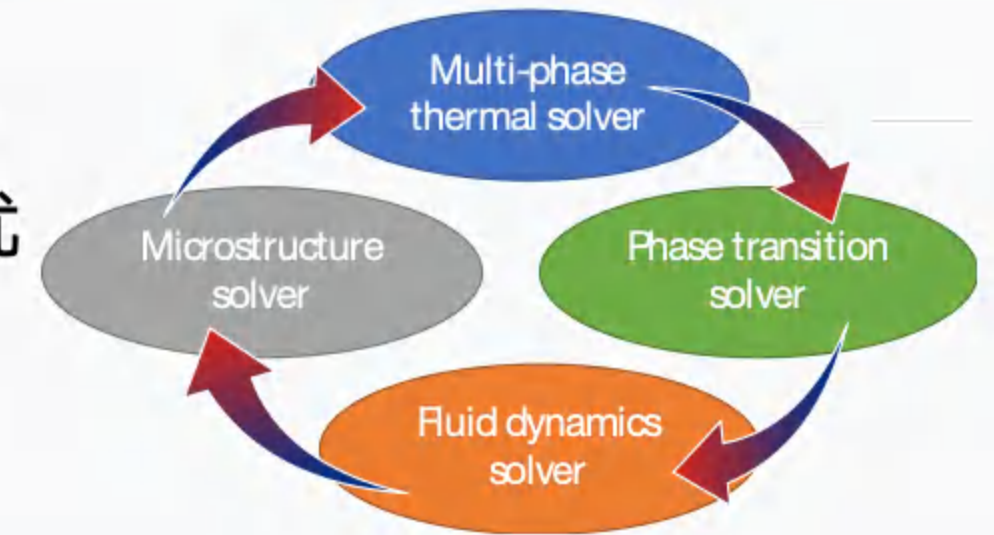 Multi-phase
thermal solver
Microstructure
solver
Phase transition
solver
Fluid dynamics
solver